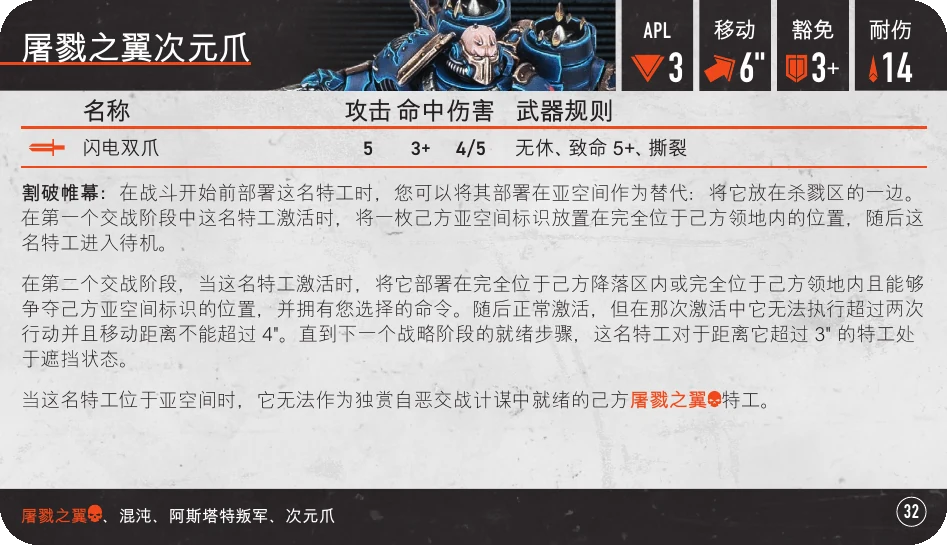 屠戮之翼次元爪
APL 移动 豁免 耐伤
3 6" 3+ 14
名称 攻击 命中 伤害 武器规则
闪电双爪 5 3+ 4/5 无休、致命 5+、撕裂
割破帷幕：在战斗开始前部署这名特工时，您可以将其部署在亚空间作为替代：将它放在杀戮区的一边。
在第一个交战阶段中这名特工激活时，将一枚己方亚空间标识放置在完全位于己方领地内的位置，随后这
名特工进入待机。
在第二个交战阶段，当这名特工激活时，将它部署在完全位于己方降落区内或完全位于己方领地内且能够
争夺己方亚空间标识的位置，并拥有您选择的命令。随后正常激活，但在那次激活中它无法执行超过两次
行动并且移动距离不能超过 4"。直到下一个战略阶段的就绪步骤，这名特工对于距离它超过 3" 的特工处
于遮挡状态。
当这名特工位于亚空间时，它无法作为独赏自恶交战计谋中就绪的己方屠戮之翼特工。
屠戮之翼、混沌、阿斯塔特叛军、次元爪
32